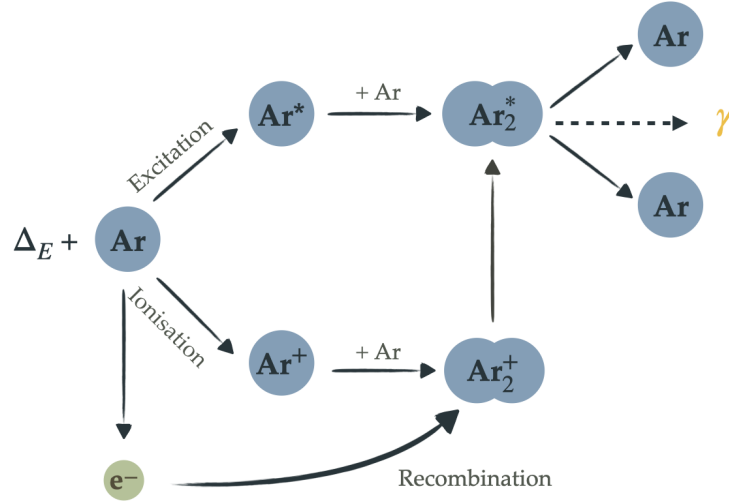 Ar
Ar*
+ Ar
Ar₂*
γ
Excitation
Δ_E + Ar
Ar
Ionisation
Ar⁺
+ Ar
Ar₂⁺
e⁻
Recombination